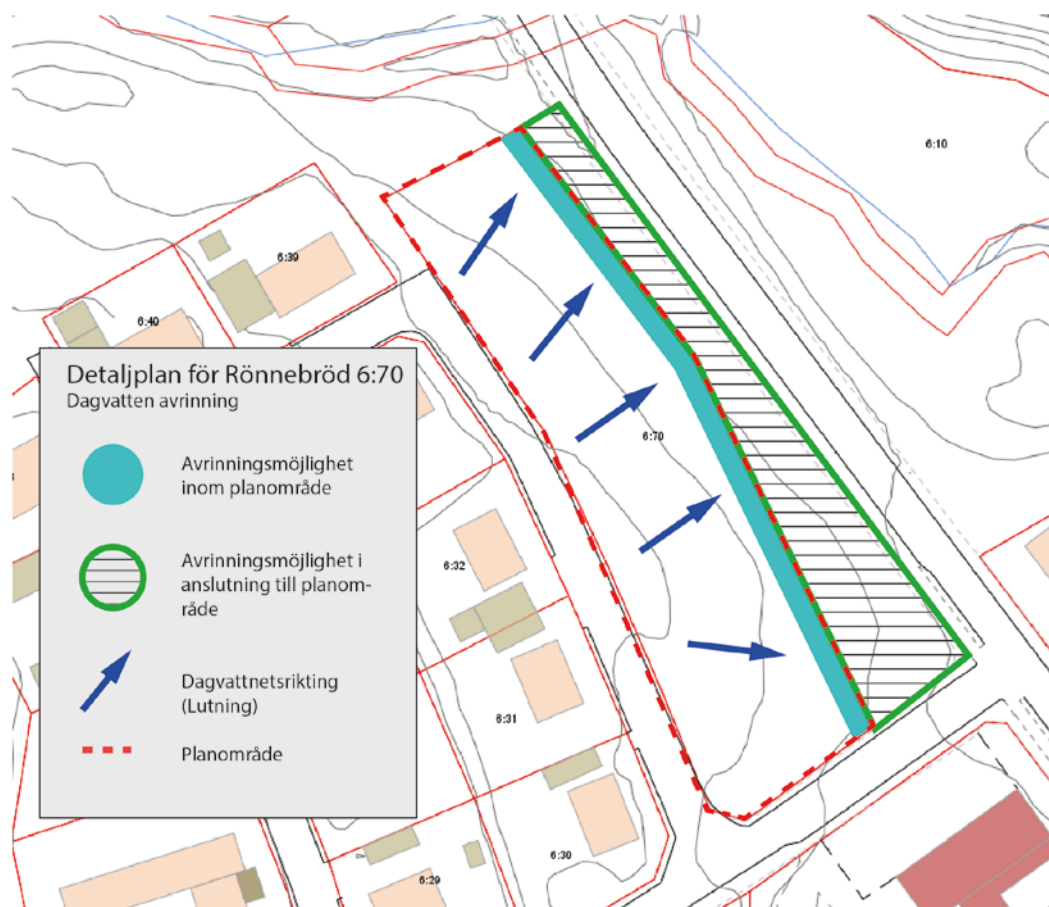 6:10
6:39
6:40
Detaljplan för Rönnebröd 6:70
Dagvatten avrinning
Avrinningsmöjlighet
inom planområde
Avrinningsmöjlighet i
anslutning till planom-
råde
Dagvattnetsrikting
(Lutning)
Planområde
6:70
6:32
6:31
6:30
6:29